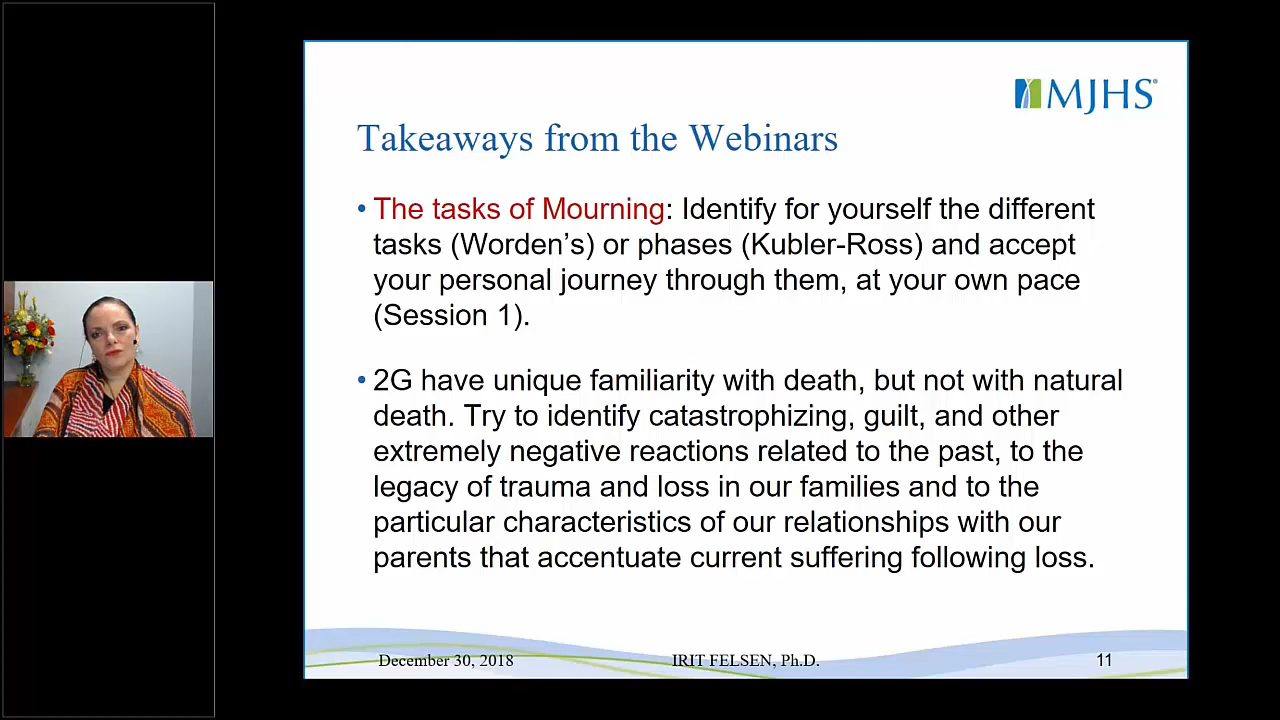 MJHS®
Takeaways from the Webinars
• The tasks of Mourning: Identify for yourself the different
tasks (Worden’s) or phases (Kubler-Ross) and accept
your personal journey through them, at your own pace
(Session 1).
• 2G have unique familiarity with death, but not with natural
death. Try to identify catastrophizing, guilt, and other
extremely negative reactions related to the past, to the
legacy of trauma and loss in our families and to the
particular characteristics of our relationships with our
parents that accentuate current suffering following loss.
December 30, 2018 IRIT FELSEN, Ph.D. 11